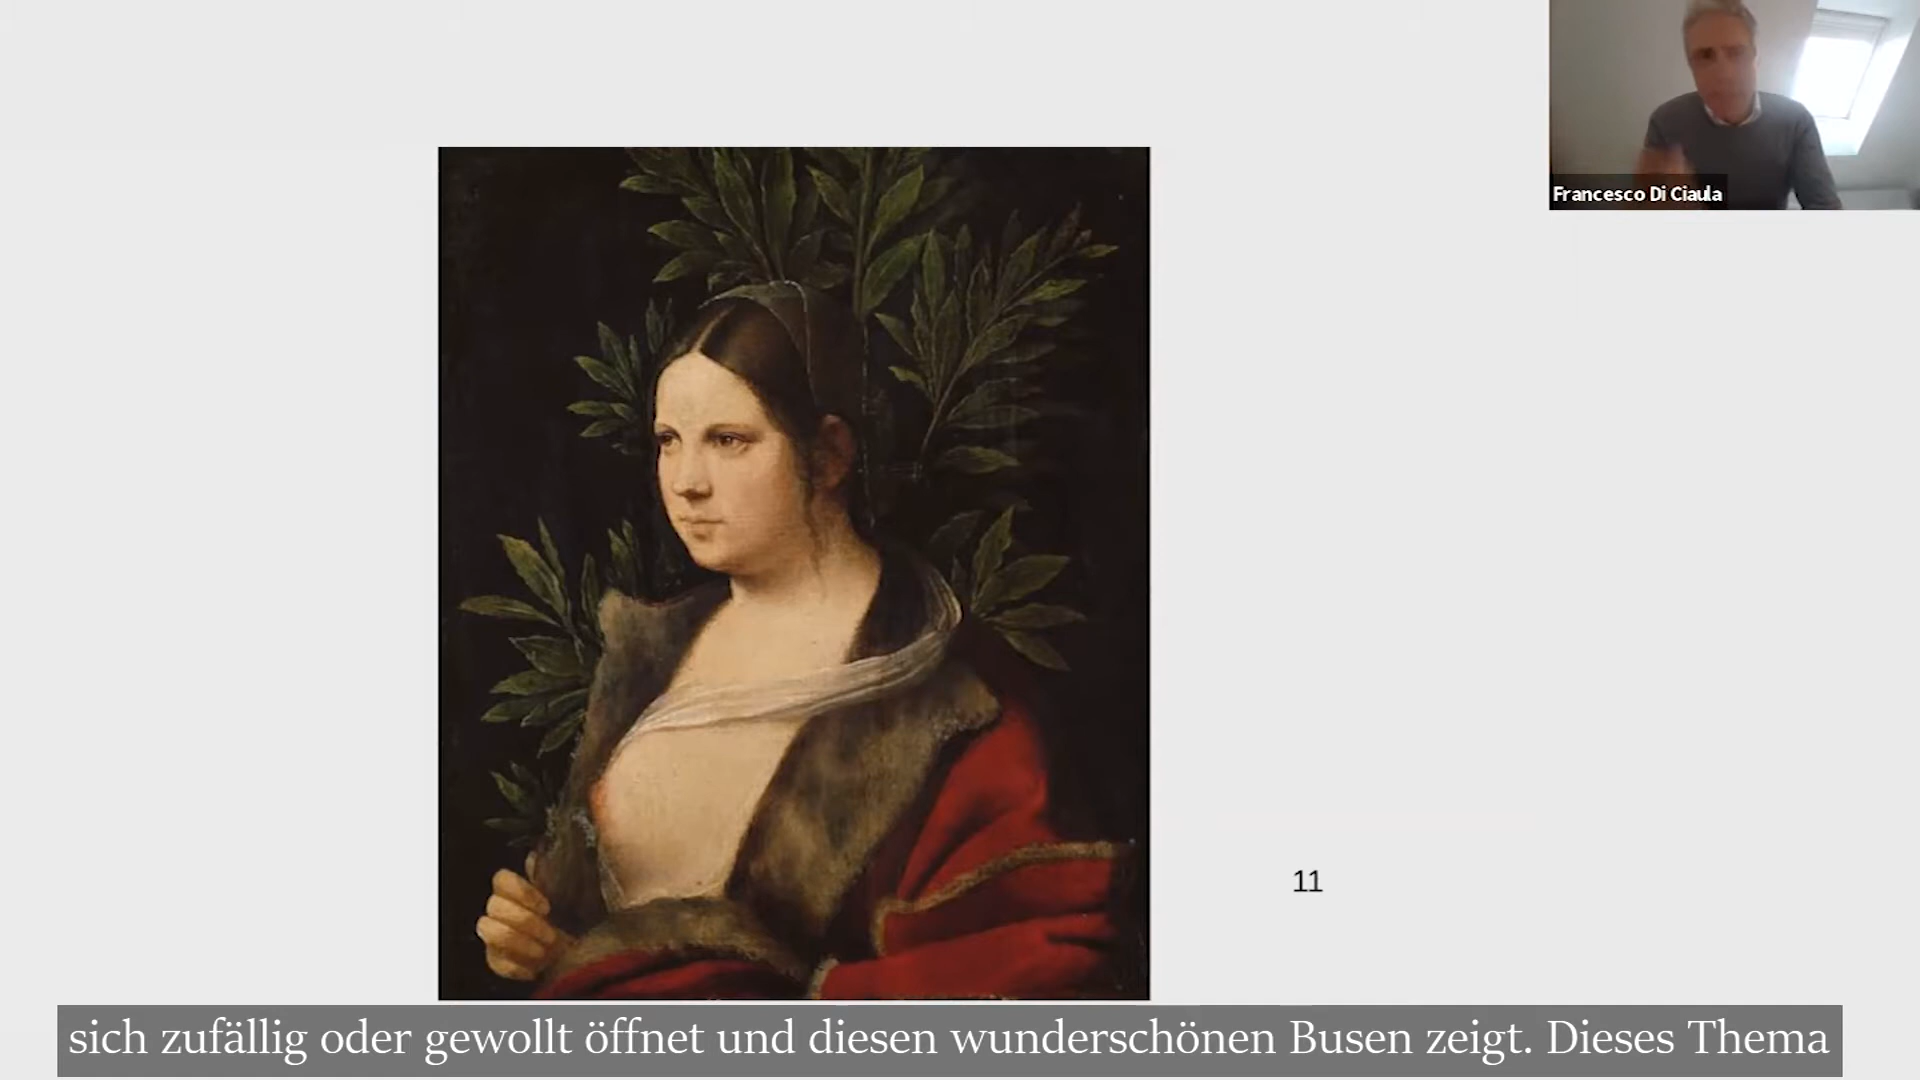 Francesco Di Ciaula
11
sich zufällig oder gewollt öffnet und diesen wunderschönen Busen zeigt. Dieses Thema